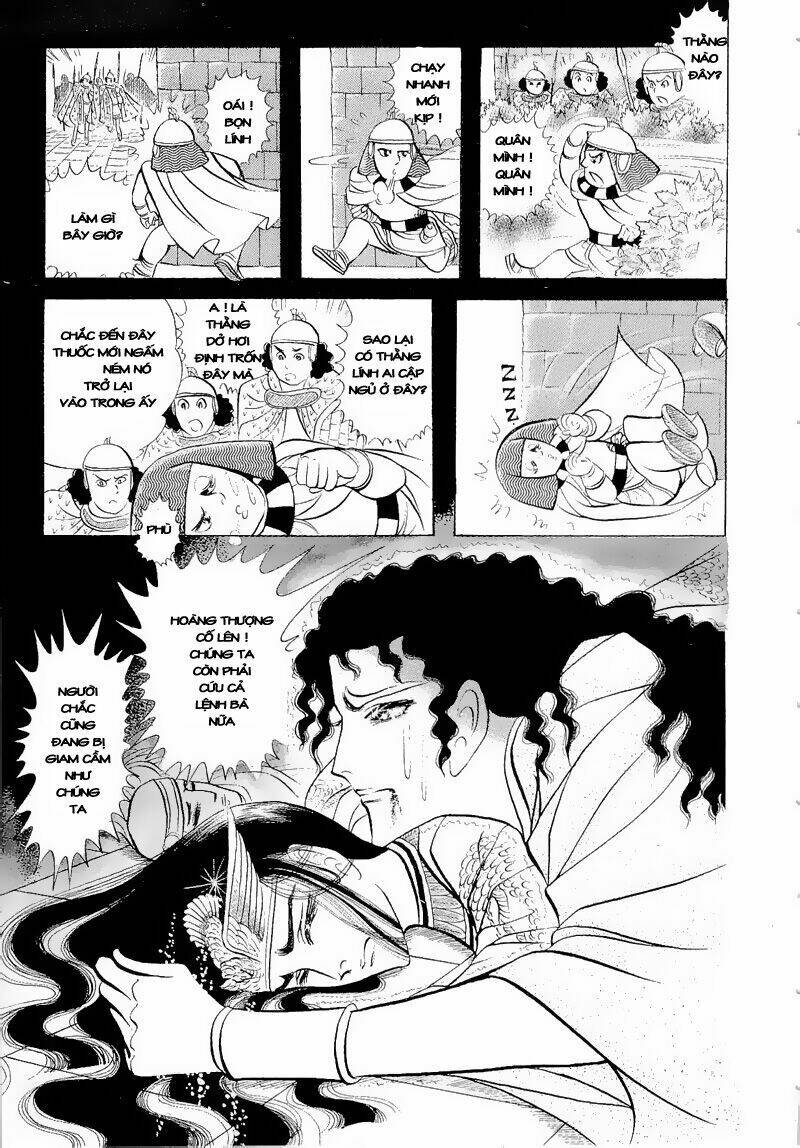 THẰNG
NÀO
ĐÂY?
QUÂN
MÌNH !
QUÂN
MÌNH !
CHẠY
NHANH
MỚI
KỊP !
OÁI !
BỌN
LÍNH
LÀM GÌ
BÂY GIỜ?
Z
Z
Z
Z
SAO LẠI
CÓ THẰNG
LÍNH AI CẬP
NGỦ Ở ĐÂY?
A ! LÀ
THẰNG
DỞ HƠI
ĐỊNH TRỐN
ĐÂY MÀ
CHẮC ĐẾN ĐÂY
THUỐC MỚI NGẤM
NÉM NÓ
TRỞ LẠI
VÀO TRONG ẤY
PHÙ
HOÀNG THƯỢNG
CỐ LÊN !
CHÚNG TA
CÒN PHẢI
CỨU CẢ
LỆNH BÀ
NỮA
NGƯỜI
CHẮC
CŨNG
ĐANG BỊ
GIAM CẦM
NHƯ
CHÚNG
TA